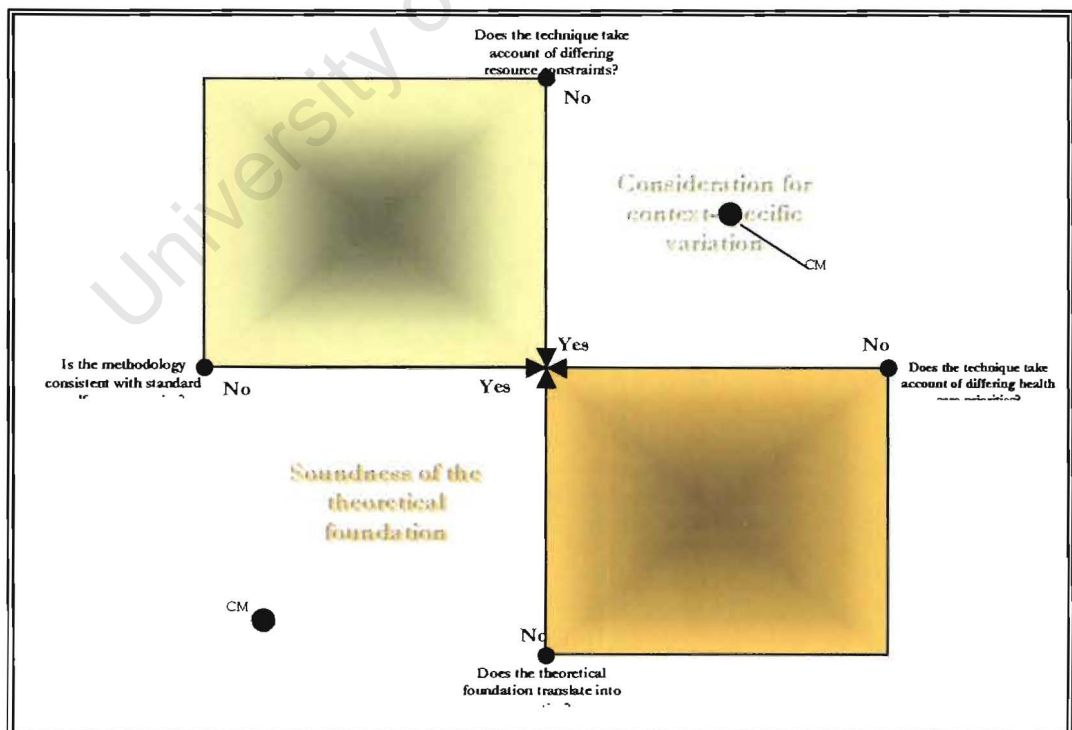 University o
Does the technique take
account of differing
resource constraints?
No
Consideration for
variation
CM
Yes
Is the methodology
consistent with standard
No
Yes
No
Does the technique take
account of differing health
Soundness of the
theoretical
foundation
CM
No
Does the theoretical
foundation translate into